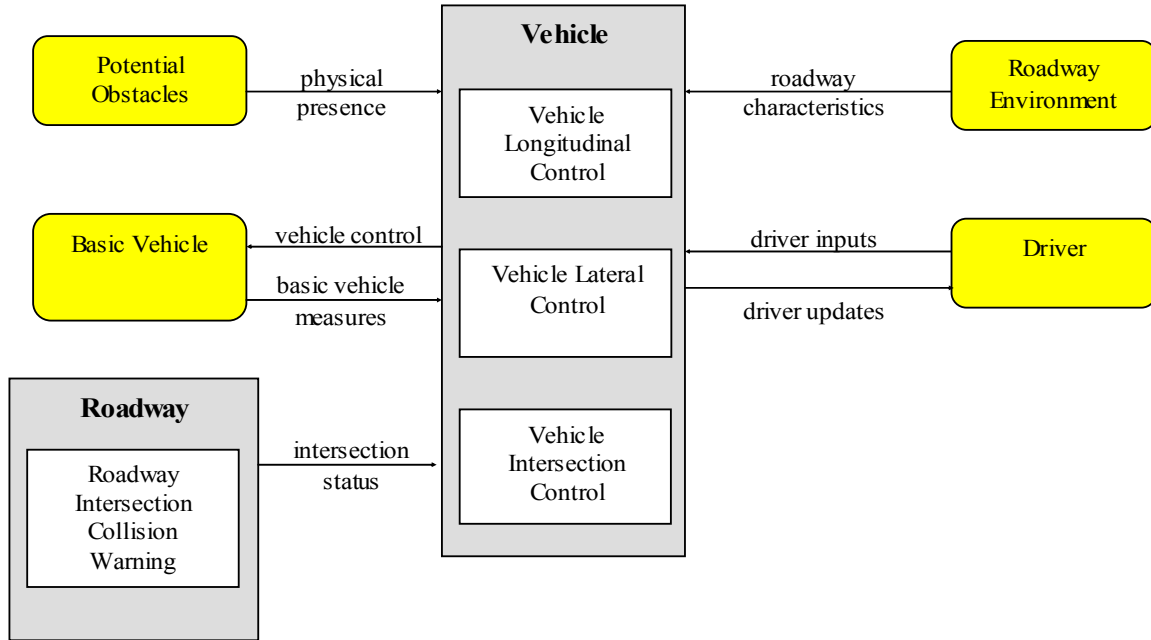 Vehicle
Potential
Obstacles
physical
presence
Vehicle
Longitudinal
Control
roadway
characteristics
Roadway
Environment
Basic Vehicle
vehicle control
basic vehicle
measures
Vehicle Lateral
Control
driver inputs
driver updates
Driver
Roadway
Roadway
Intersection
Collision
Warning
intersection
status
Vehicle
Intersection
Control